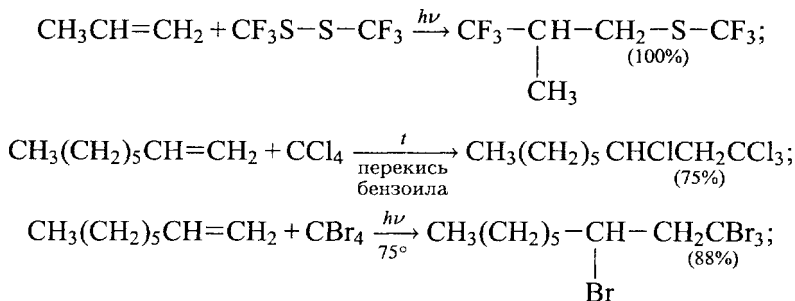 CH₃CH=CH₂ + CF₃S—S—CF₃ —hν→ CF₃—CH—CH₂—S—CF₃;
(100%)
CH₃
CH₃(CH₂)₅CH=CH₂ + CCl₄ —t→ CH₃(CH₂)₅CHClCH₂CCl₃;
перекись
бензоила
(75%)
CH₃(CH₂)₅CH=CH₂ + CBr₄ —hν→ CH₃(CH₂)₅—CH—CH₂CBr₃;
75°
(88%)
Br